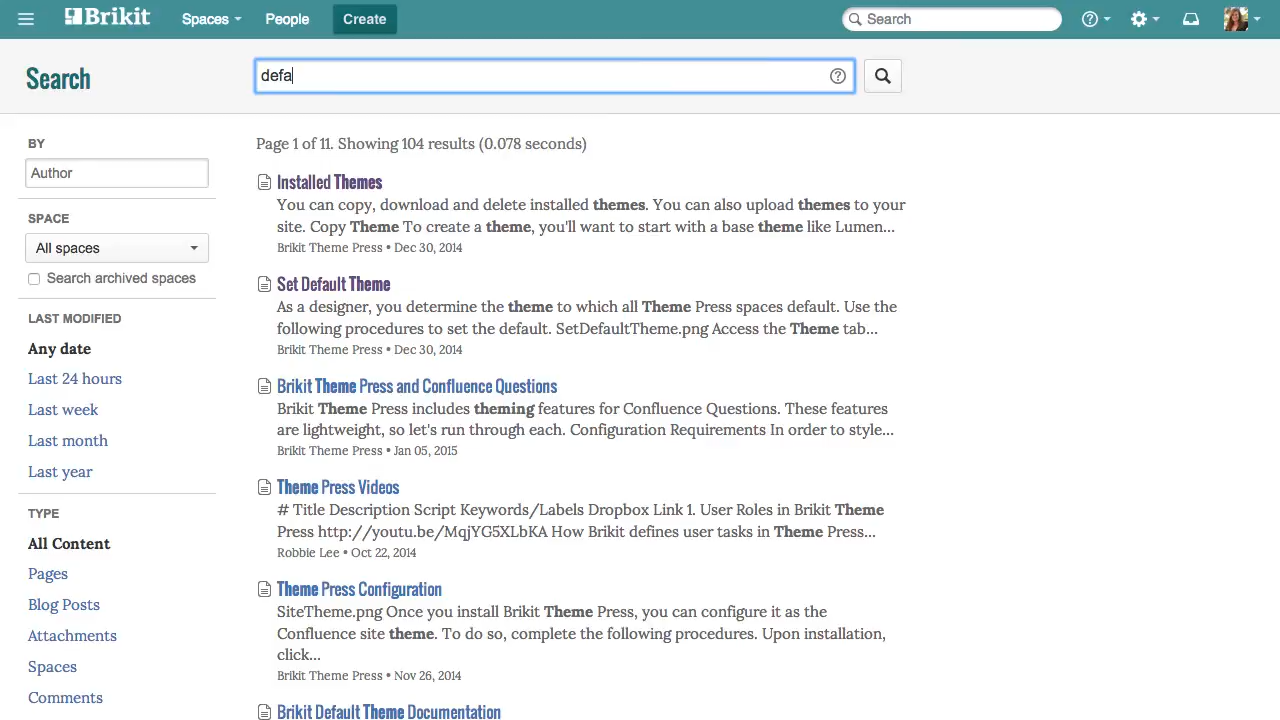 Brikit Spaces People Create Search
Search
defa
BY
Author
SPACE
All spaces
Search archived spaces
LAST MODIFIED
Any date
Last 24 hours
Last week
Last month
Last year
TYPE
All Content
Pages
Blog Posts
Attachments
Spaces
Comments
Page 1 of 11. Showing 104 results (0.078 seconds)
Installed Themes
You can copy, download and delete installed themes. You can also upload themes to your
site. Copy Theme To create a theme, you'll want to start with a base theme like Lumen...
Brikit Theme Press • Dec 30, 2014
Set Default Theme
As a designer, you determine the theme to which all Theme Press spaces default. Use the
following procedures to set the default. SetDefaultTheme.png Access the Theme tab...
Brikit Theme Press • Dec 30, 2014
Brikit Theme Press and Confluence Questions
Brikit Theme Press includes theming features for Confluence Questions. These features
are lightweight, so let's run through each. Configuration Requirements In order to style...
Brikit Theme Press • Jan 05, 2015
Theme Press Videos
# Title Description Script Keywords/Labels Dropbox Link 1. User Roles in Brikit Theme
Press http://youtu.be/MqjYG5XLbKA How Brikit defines user tasks in Theme Press...
Robbie Lee • Oct 22, 2014
Theme Press Configuration
SiteTheme.png Once you install Brikit Theme Press, you can configure it as the
Confluence site theme. To do so, complete the following procedures. Upon installation,
click...
Brikit Theme Press • Nov 26, 2014
Brikit Default Theme Documentation